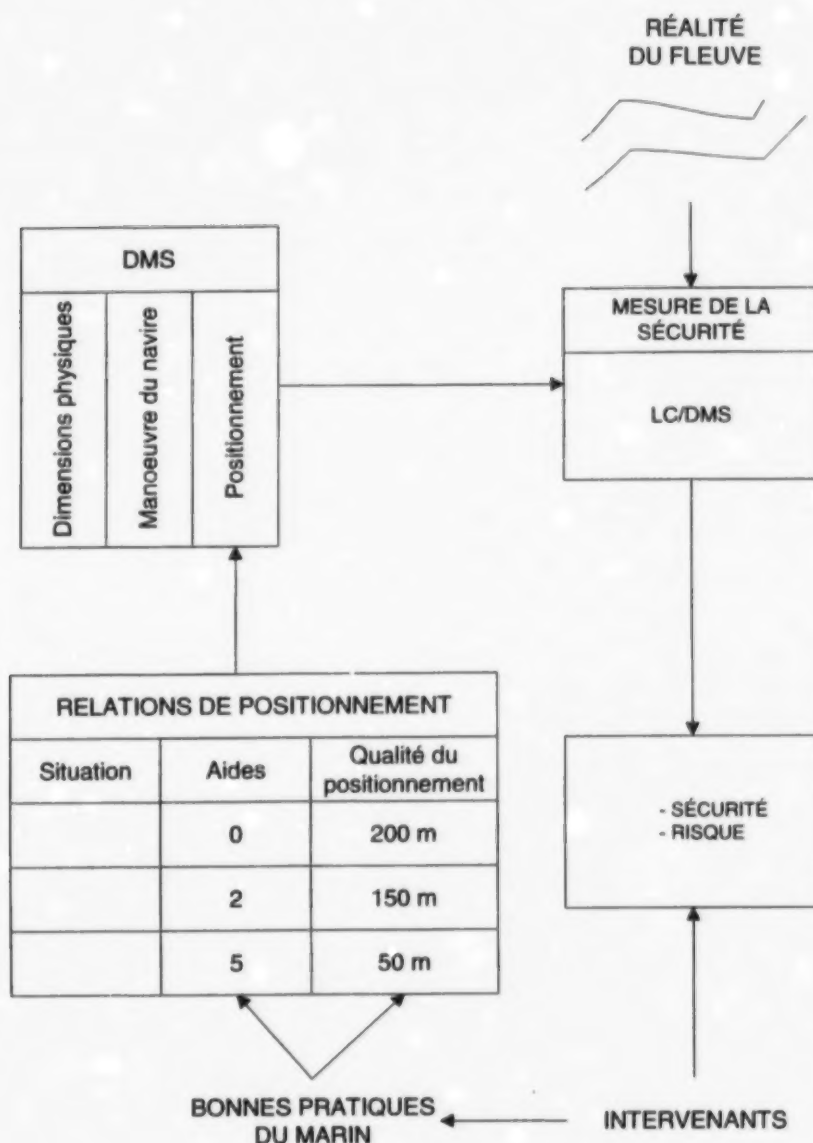 RÉALITÉ
DU FLEUVE
DMS
Dimensions physiques
Manoeuvre du navire
Positionnement
MESURE DE LA
SÉCURITÉ
LC/DMS
RELATIONS DE POSITIONNEMENT
Situation
Aides
Qualité du
positionnement
0
200 m
2
150 m
5
50 m
- SÉCURITÉ
- RISQUE
BONNES PRATIQUES
DU MARIN
INTERVENANTS